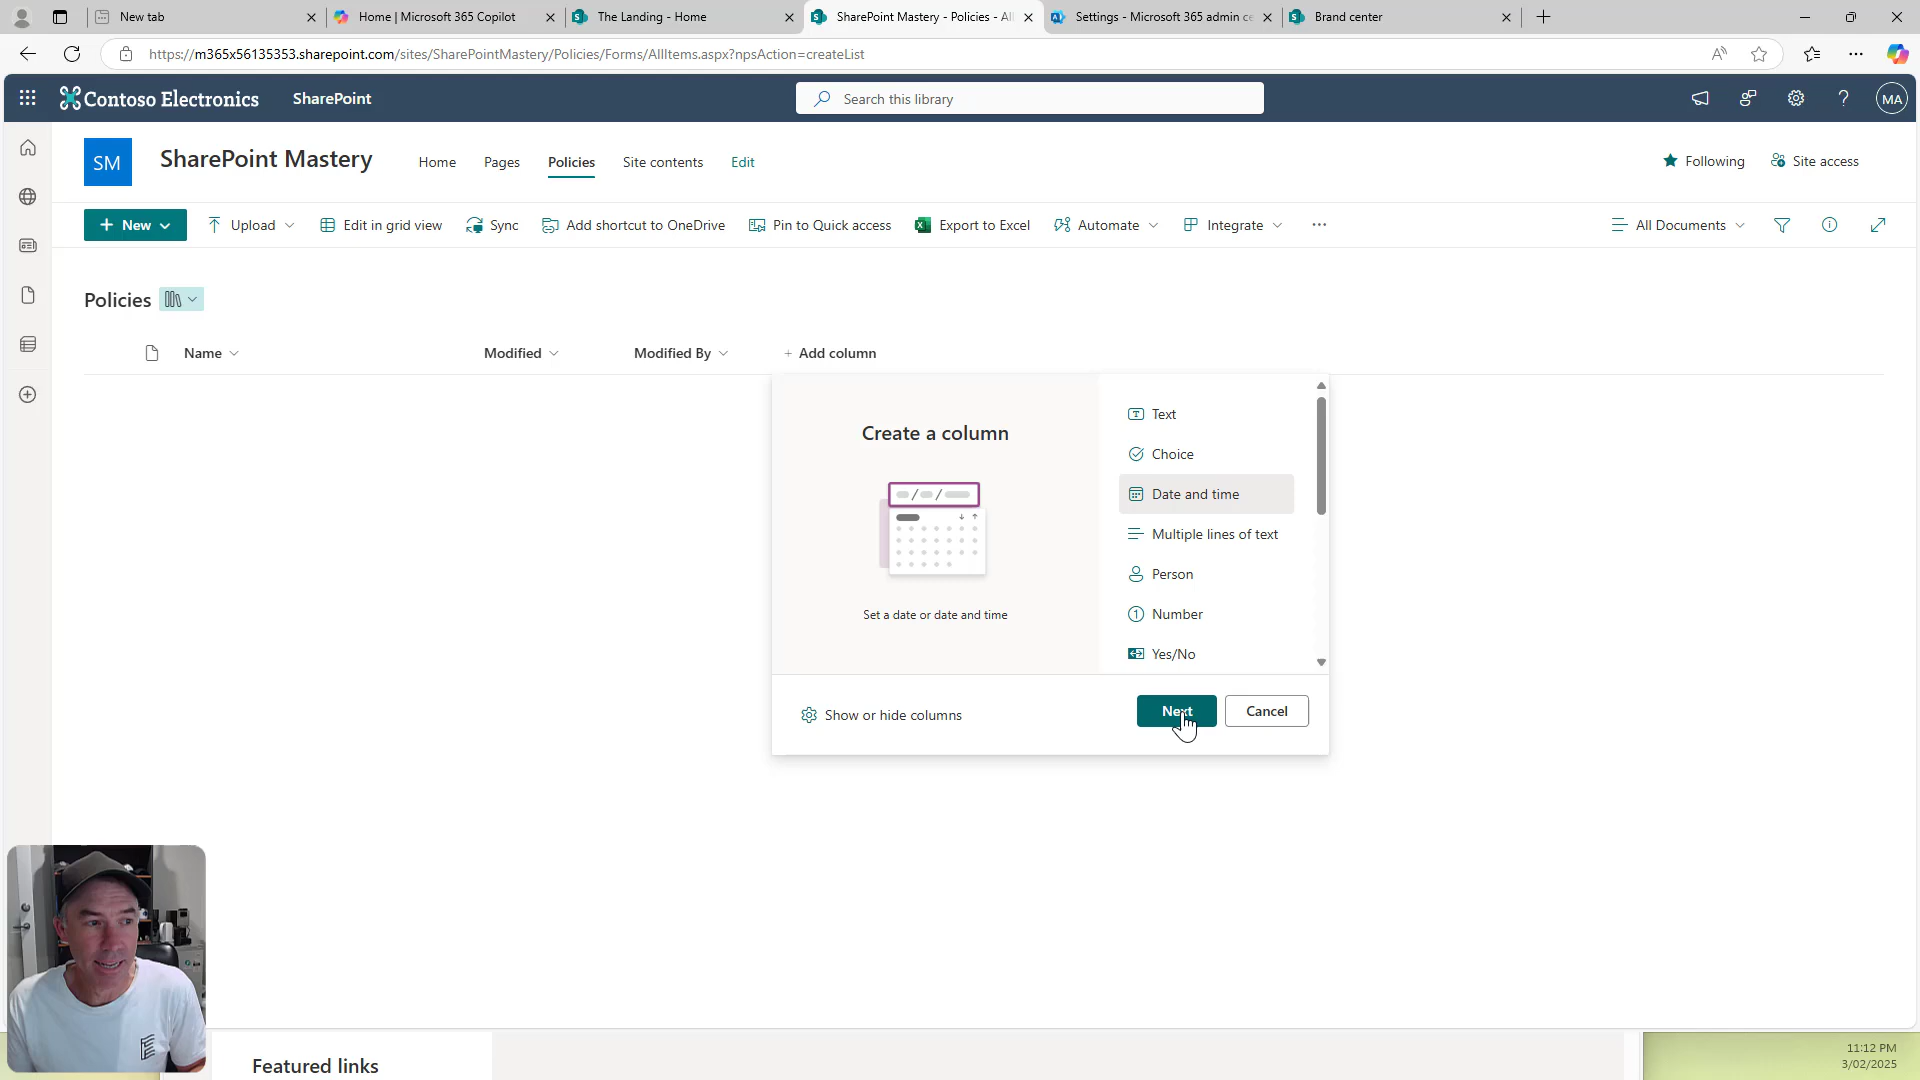 New tab
Home | Microsoft 365 Copilot
The Landing - Home
SharePoint Mastery - Policies - Al
Settings - Microsoft 365 admin ce
Brand center
https://m365x56135353.sharepoint.com/sites/SharePointMastery/Policies/Forms/AllItems.aspx?npsAction=createList
Contoso Electronics
SharePoint
Search this library
MA
SM
SharePoint Mastery
Home
Pages
Policies
Site contents
Edit
Following
Site access
+ New
Upload
Edit in grid view
Sync
Add shortcut to OneDrive
Pin to Quick access
Export to Excel
Automate
Integrate
All Documents
Policies
Name
Modified
Modified By
+ Add column
Create a column
Set a date or date and time
Text
Choice
Date and time
Multiple lines of text
Person
Number
Yes/No
Show or hide columns
Next
Cancel
Featured links
11:12 PM
3/02/2025